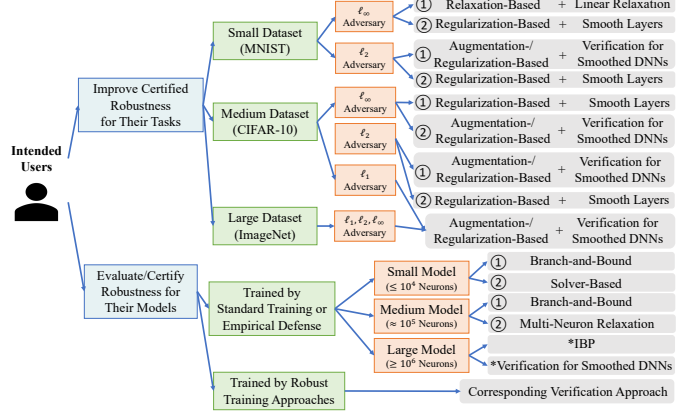 ① Relaxation-Based + Linear Relaxation
ℓ∞
Adversary
② Regularization-Based + Smooth Layers
Small Dataset
(MNIST)
ℓ2
Adversary
① Augmentation-/
Regularization-Based
+
Verification for
Smoothed DNNs
② Regularization-Based + Smooth Layers
Improve Certified
Robustness
for Their Tasks
Medium Dataset
(CIFAR-10)
ℓ∞
Adversary
① Regularization-Based + Smooth Layers
② Augmentation-/
Regularization-Based
+
Verification for
Smoothed DNNs
ℓ2
Adversary
① Augmentation-/
Regularization-Based
+
Verification for
Smoothed DNNs
ℓ1
Adversary
② Regularization-Based + Smooth Layers
Intended
Users
Large Dataset
(ImageNet)
ℓ1, ℓ2, ℓ∞
Adversary
Augmentation-/
Regularization-Based
+
Verification for
Smoothed DNNs
Evaluate/Certify
Robustness for
Their Models
Trained by
Standard Training or
Empirical Defense
Small Model
(≤ 10⁴ Neurons)
① Branch-and-Bound
② Solver-Based
Medium Model
(≈ 10⁵ Neurons)
① Branch-and-Bound
② Multi-Neuron Relaxation
Large Model
(≥ 10⁶ Neurons)
*IBP
*Verification for Smoothed DNNs
Trained by Robust
Training Approaches
Corresponding Verification Approach